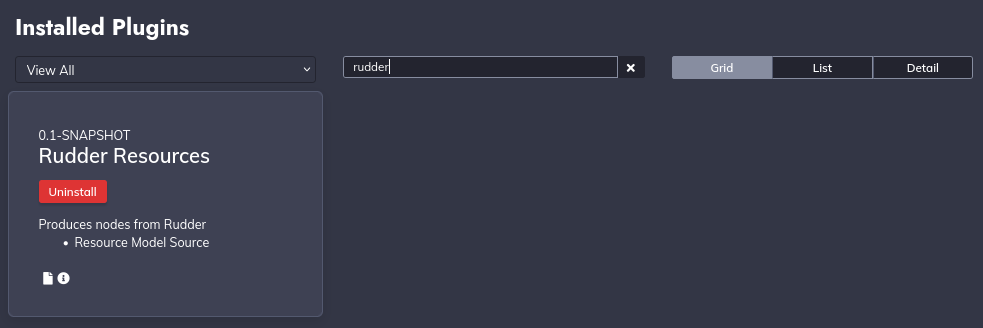 Installed Plugins
View All
rudder
Grid
List
Detail
0.1-SNAPSHOT
Rudder Resources
Uninstall
Produces nodes from Rudder
• Resource Model Source